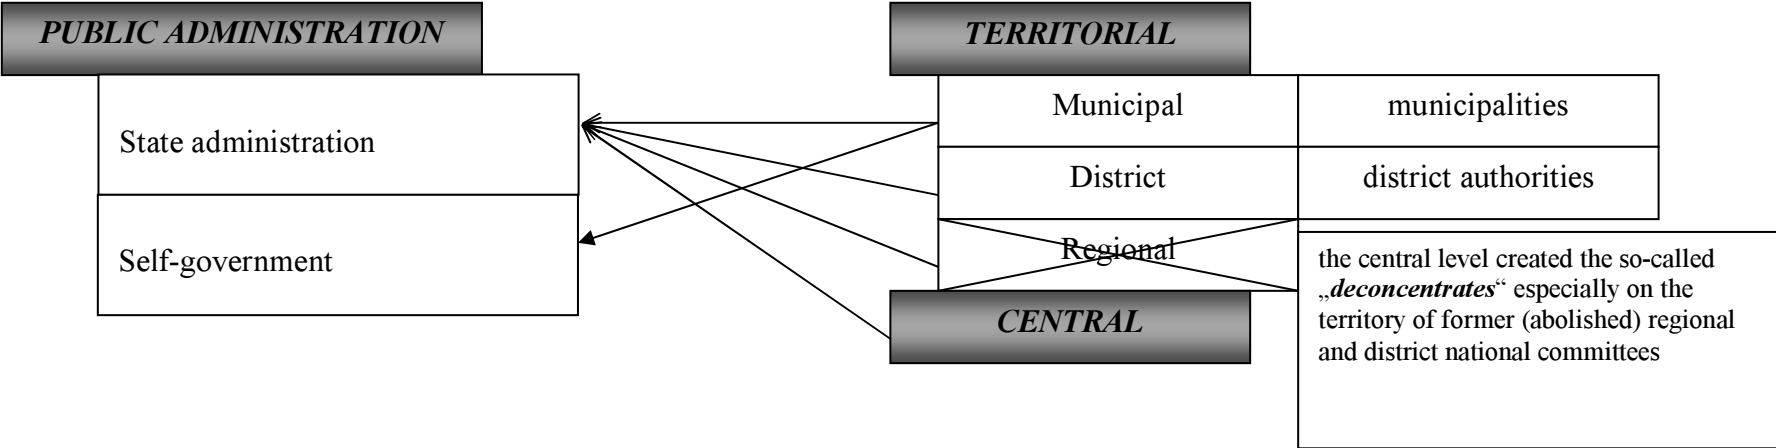 PUBLIC ADMINISTRATION
State administration
Self-government
TERRITORIAL
Municipal
municipalities
District
district authorities
Regional
CENTRAL
the central level created the so-called
„deconcentrates“ especially on the
territory of former (abolished) regional
and district national committees